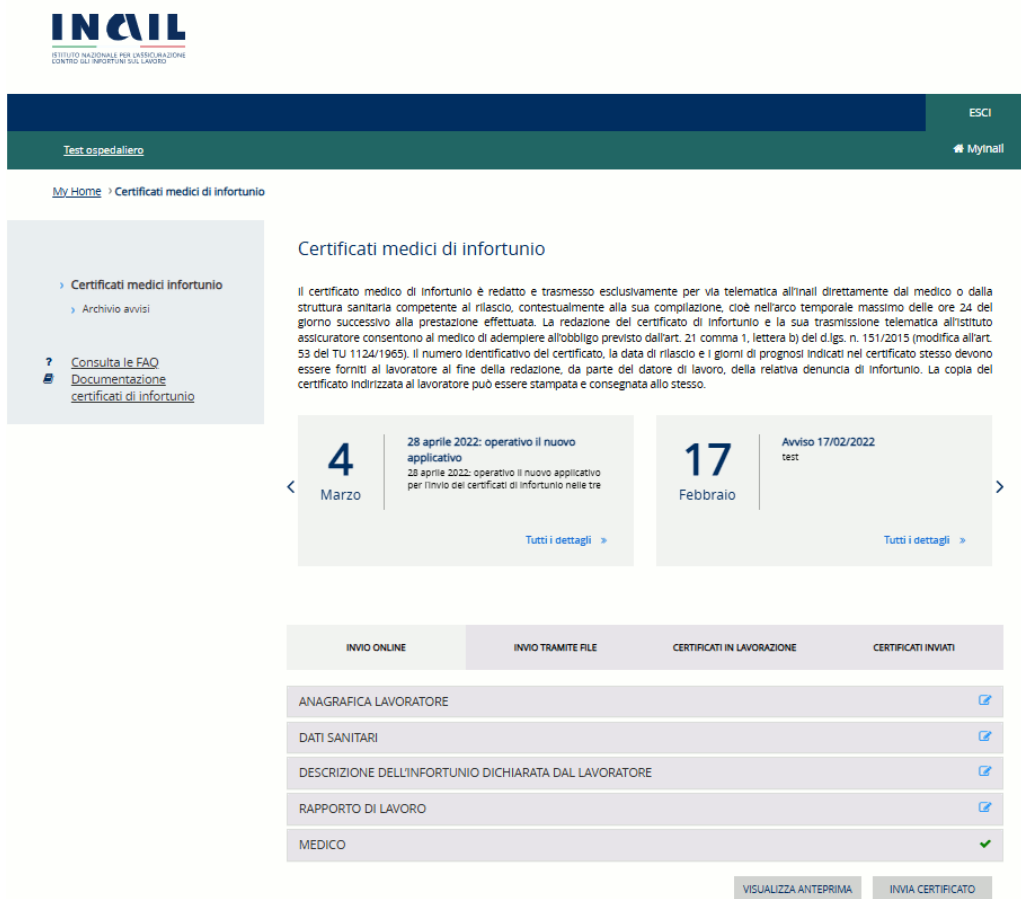 INAIL
ISTITUTO NAZIONALE PER L'ASSICURAZIONE
CONTRO GLI INFORTUNI SUL LAVORO
ESCI
Test ospedaliero
MyInail
My Home › Certificati medici di infortunio
› Certificati medici infortunio
› Archivio avvisi
? Consulta le FAQ
Documentazione
certificati di infortunio
Certificati medici di infortunio
Il certificato medico di infortunio è redatto e trasmesso esclusivamente per via telematica all'Inail direttamente dal medico o dalla
struttura sanitaria competente al rilascio, contestualmente alla sua compilazione, cioè nell'arco temporale massimo delle ore 24 del
giorno successivo alla prestazione effettuata. La redazione del certificato di infortunio e la sua trasmissione telematica all'Istituto
assicuratore consentono al medico di adempiere all'obbligo previsto dall'art. 21 comma 1, lettera b) del d.lgs. n. 151/2015 (modifica all'art.
53 del TU 1124/1965). Il numero identificativo del certificato, la data di rilascio e i giorni di prognosi indicati nel certificato stesso devono
essere forniti al lavoratore al fine della redazione, da parte del datore di lavoro, della relativa denuncia di infortunio. La copia del
certificato indirizzata al lavoratore può essere stampata e consegnata allo stesso.
4
Marzo
28 aprile 2022: operativo il nuovo
applicativo
28 aprile 2022: operativo il nuovo applicativo
per l'invio dei certificati di infortunio nelle tre
Tutti i dettagli »
17
Febbraio
Avviso 17/02/2022
test
Tutti i dettagli »
INVIO ONLINE
INVIO TRAMITE FILE
CERTIFICATI IN LAVORAZIONE
CERTIFICATI INVIATI
ANAGRAFICA LAVORATORE
DATI SANITARI
DESCRIZIONE DELL'INFORTUNIO DICHIARATA DAL LAVORATORE
RAPPORTO DI LAVORO
MEDICO
VISUALIZZA ANTEPRIMA
INVIA CERTIFICATO